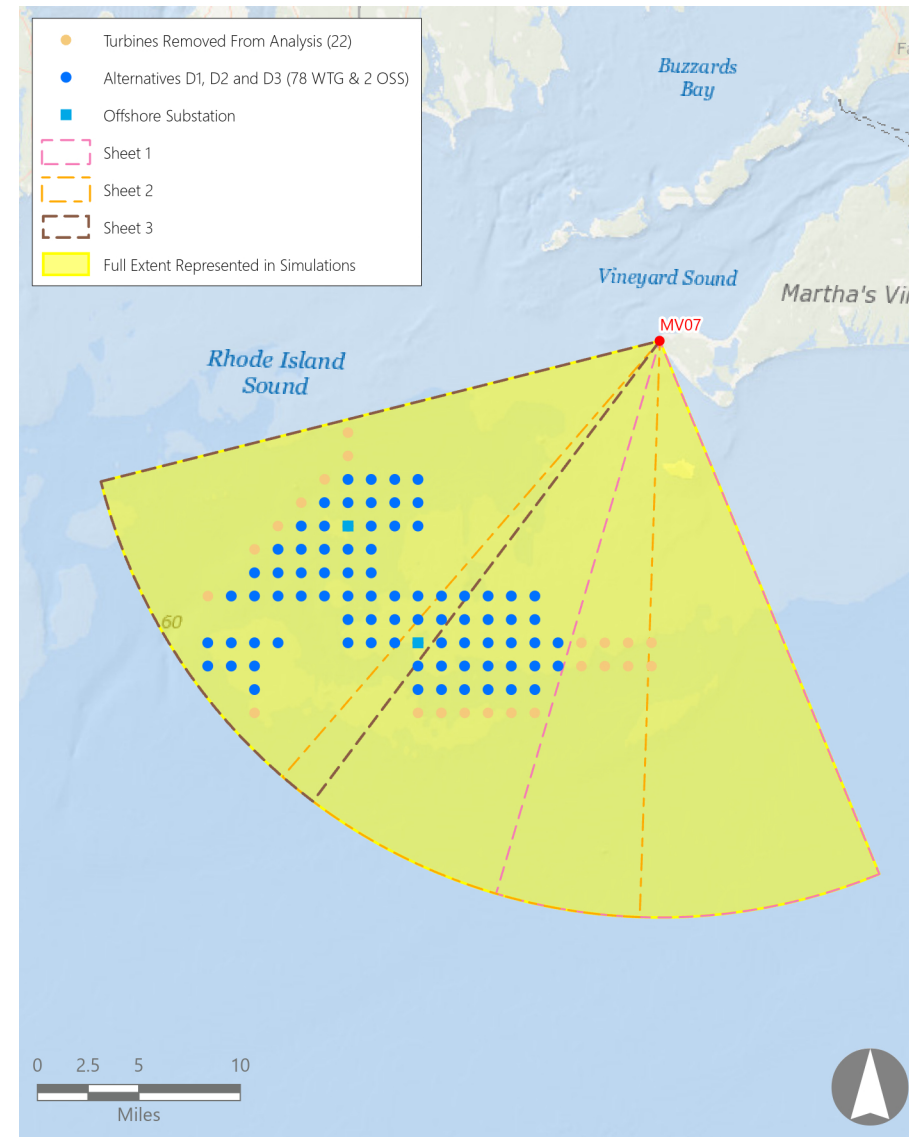 Turbines Removed From Analysis (22)
Alternatives D1, D2 and D3 (78 WTG & 2 OSS)
Offshore Substation
Sheet 1
Sheet 2
Sheet 3
Full Extent Represented in Simulations
Buzzards
Bay
Vineyard Sound
Martha's Vi
MV07
Rhode Island
Sound
60
0 2.5 5 10
Miles